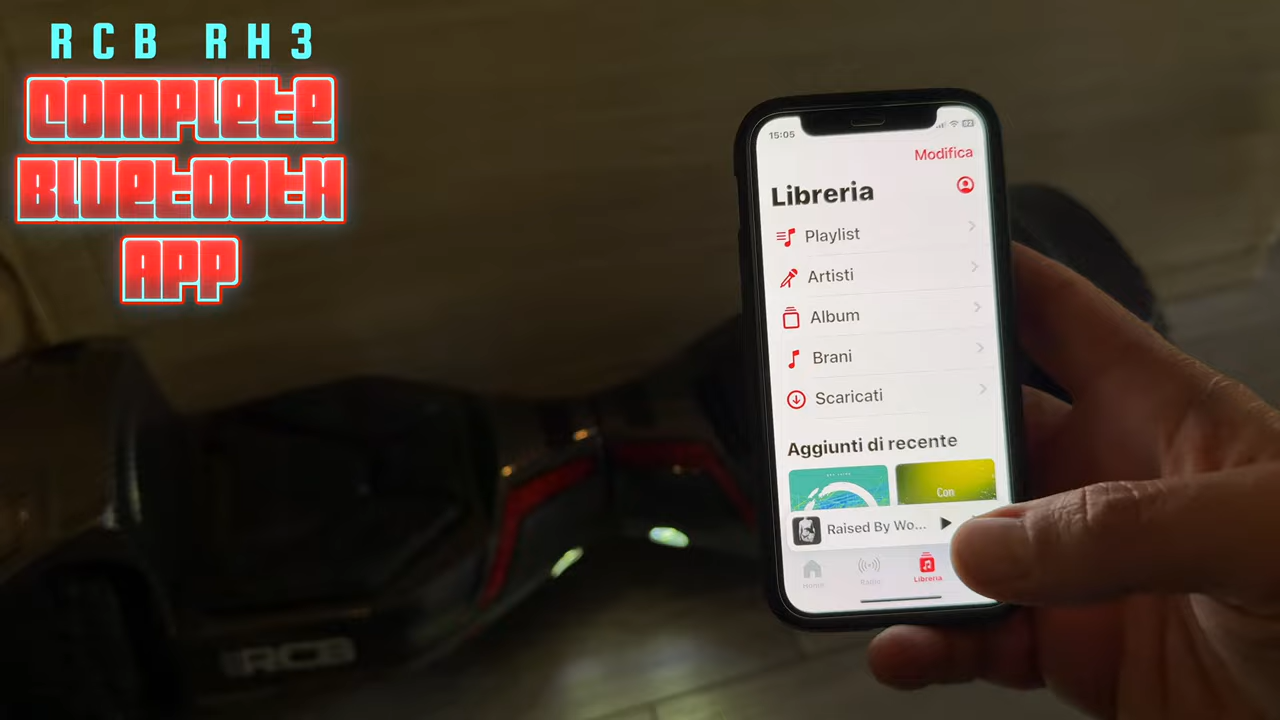 RCB RH3
COMPLETE
BLUETOOTH
APP
15:05
Modifica
Libreria
Playlist
Artisti
Album
Brani
Scaricati
Aggiunti di recente
Con
Raised By Wo...
Home
Radio
Libreria
RCB